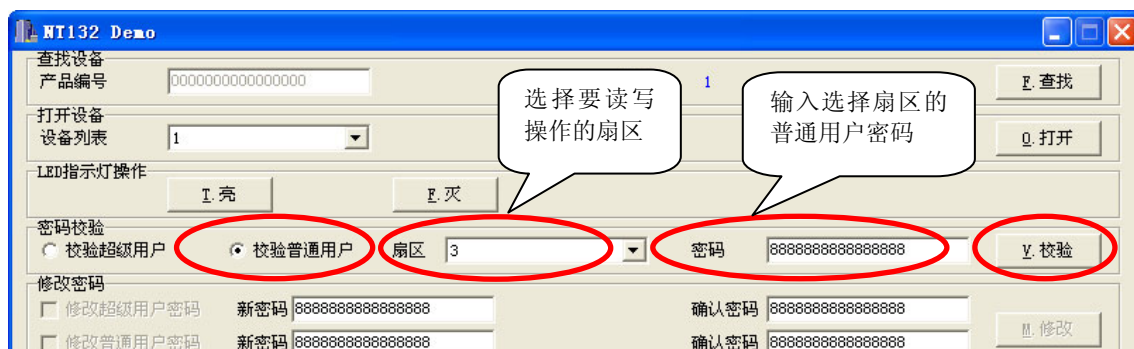 NT132 Demo
查找设备
产品编号 0000000000000000 1 F.查找
选择要读写
操作的扇区
输入选择扇区的
普通用户密码
打开设备
设备列表 1 O.打开
LED指示灯操作
T.亮 E.灭
密码校验
校验超级用户 校验普通用户 扇区 3 密码 8888888888888888 V.校验
修改密码
修改超级用户密码 新密码 8888888888888888 确认密码 8888888888888888
M.修改
修改普通用户密码 新密码 8888888888888888 确认密码 8888888888888888